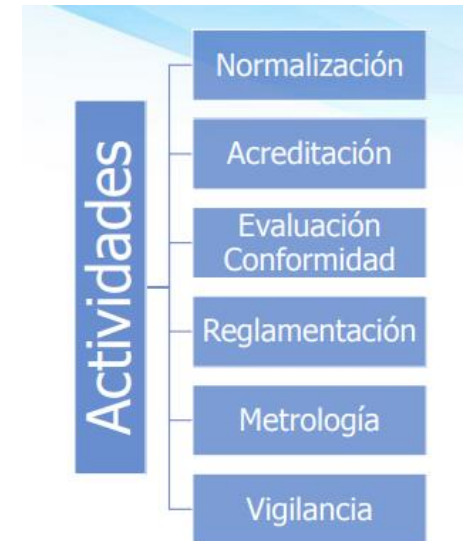 Actividades
Normalización
Acreditación
Evaluación
Conformidad
Reglamentación
Metrología
Vigilancia